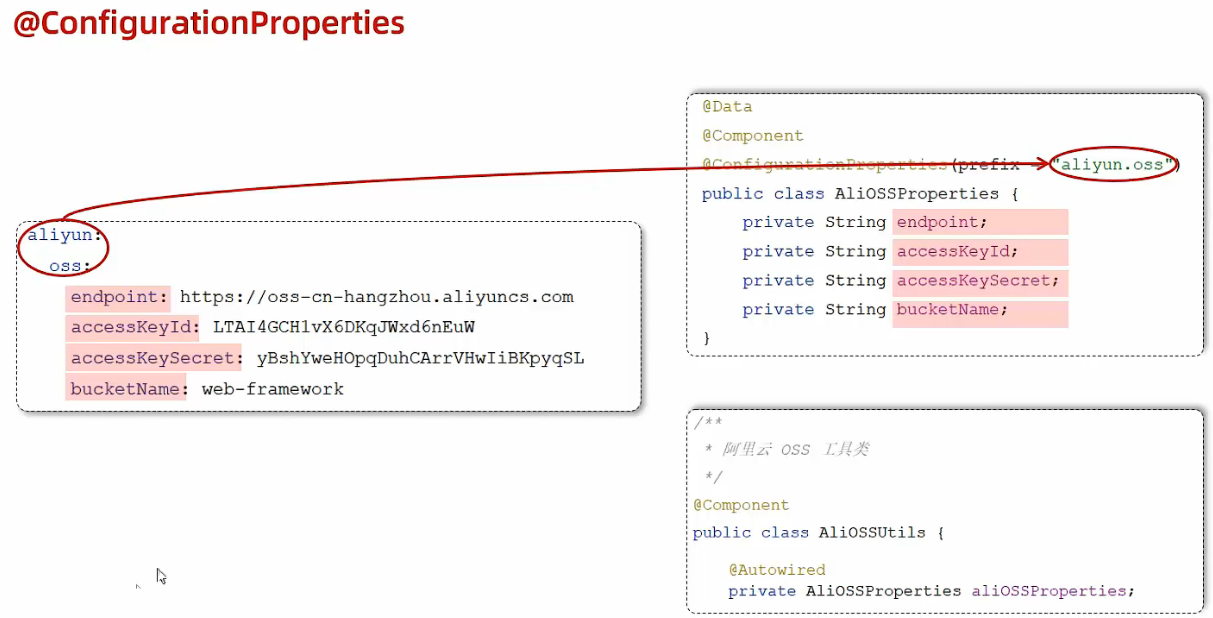 @ConfigurationProperties
aliyun:
oss:
endpoint: https://oss-cn-hangzhou.aliyuncs.com
accessKeyId: LTAI4GCH1vX6DKqJWxd6nEuW
accessKeySecret: yBshYweHOpqDuhCArrVHwIiBKpyqSL
bucketName: web-framework
@Data
@Component
@ConfigurationProperties(prefix = "aliyun.oss")
public class AliOSSProperties {
private String endpoint;
private String accessKeyId;
private String accessKeySecret;
private String bucketName;
}
/**
* 阿里云 OSS 工具类
*/
@Component
public class AliOSSUtils {
@Autowired
private AliOSSProperties aliOSSProperties;